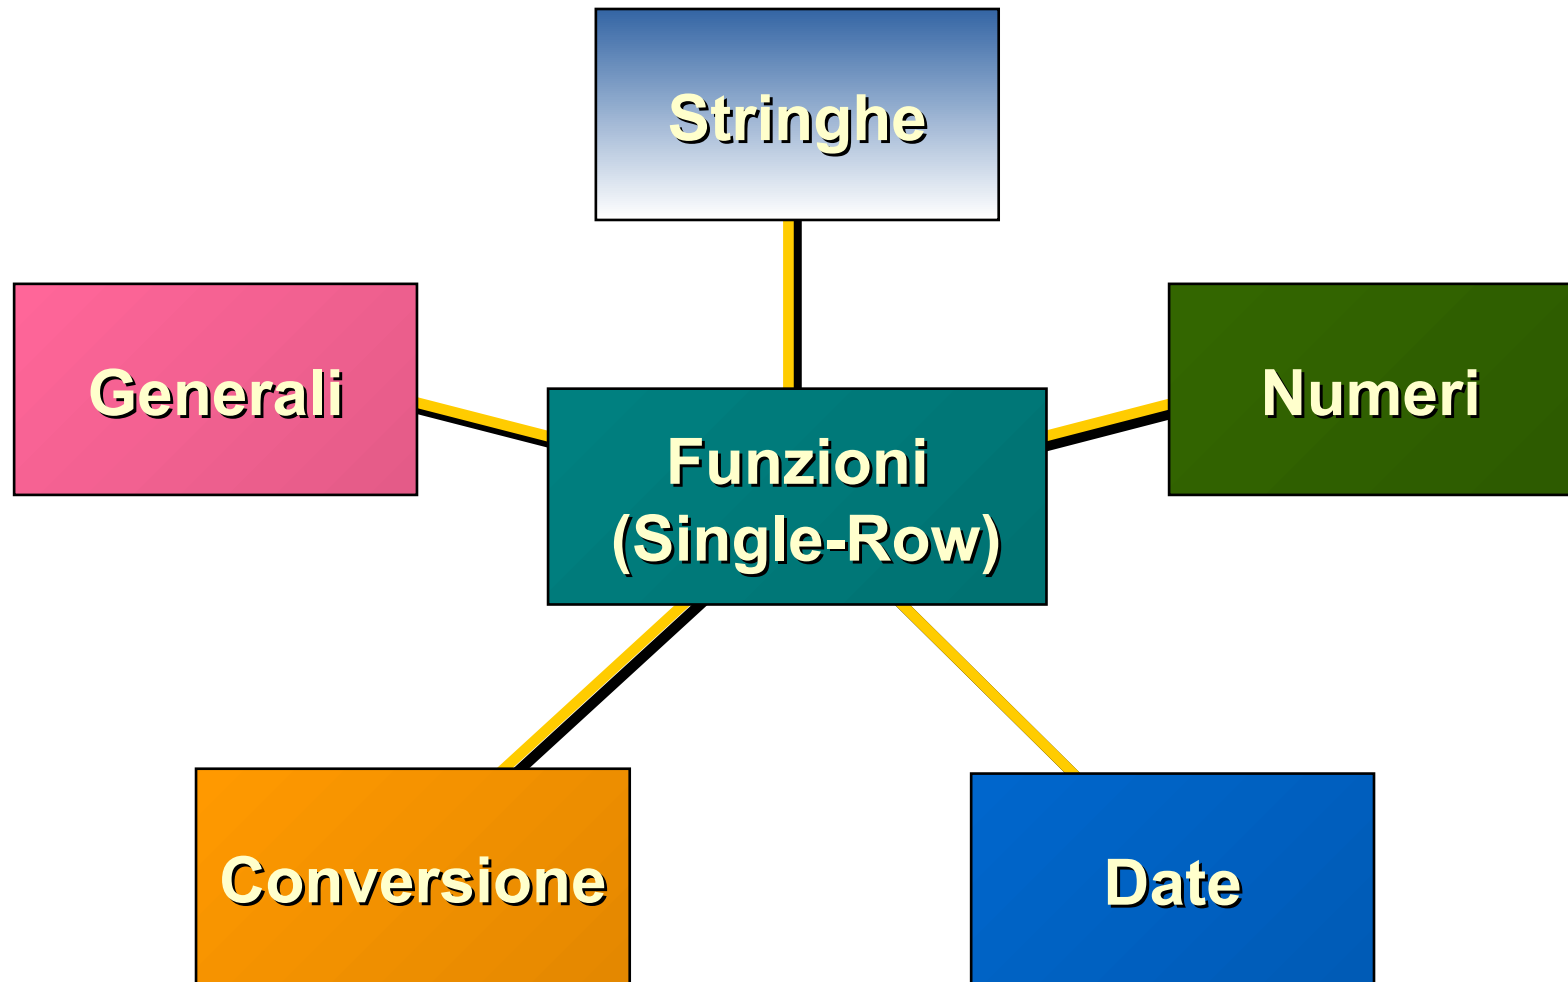 Stringhe
Generali
Numeri
Funzioni
(Single-Row)
Conversione
Date